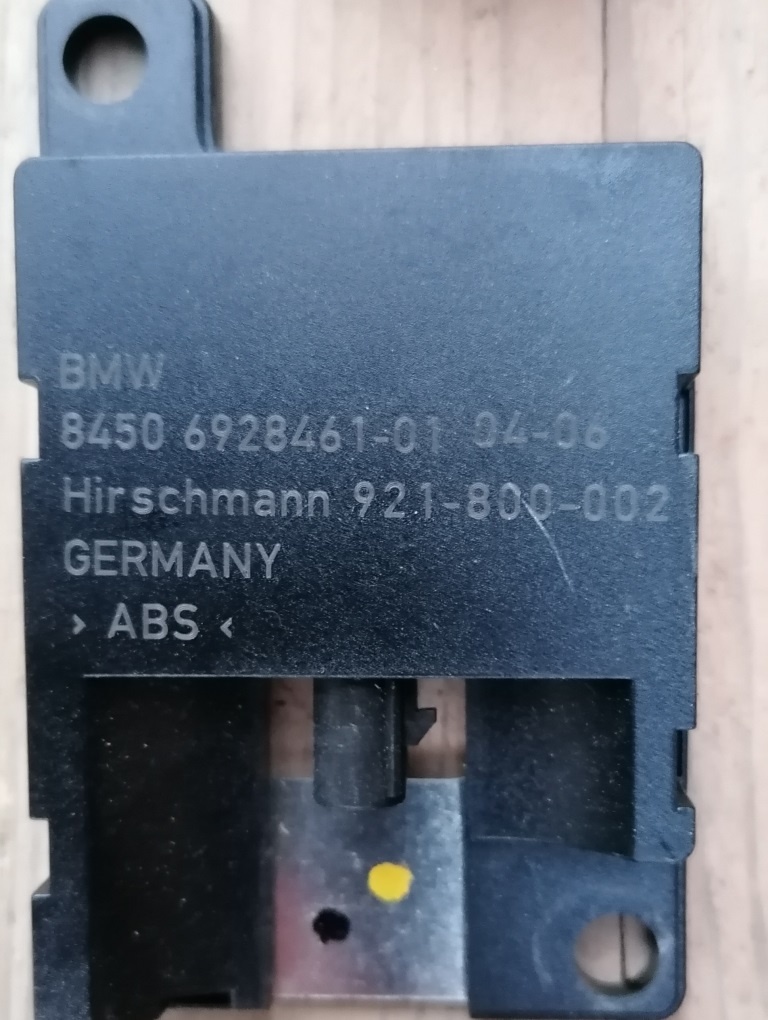 BMW
8450 6928461-01 04-06
Hirschmann 921-800-002
GERMANY
› ABS ‹